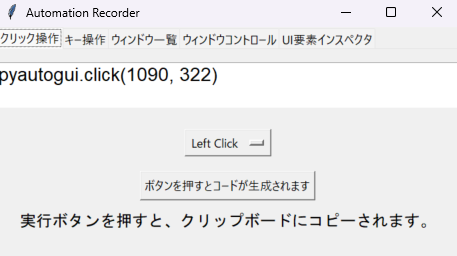 Automation Recorder
クリック操作 キー操作 ウィンドウ一覧 ウィンドウコントロール UI要素インスペクタ
pyautogui.click(1090, 322)
Left Click
ボタンを押すとコードが生成されます
実行ボタンを押すと、クリップボードにコピーされます。